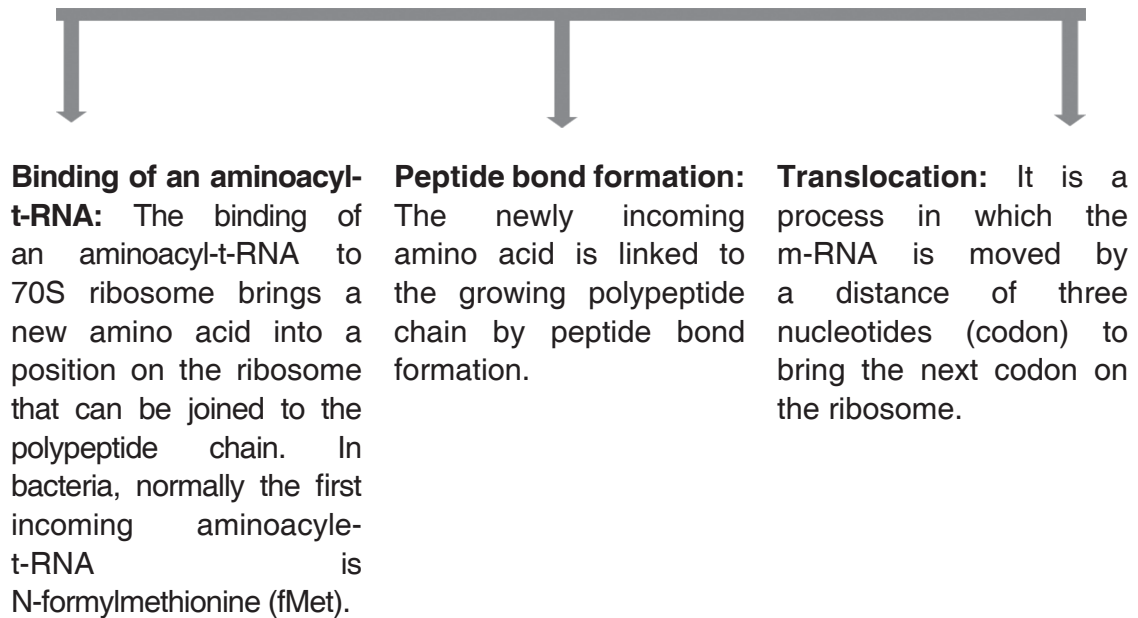 Binding of an aminoacyl-
t-RNA: The binding of
an aminoacyl-t-RNA to
70S ribosome brings a
new amino acid into a
position on the ribosome
that can be joined to the
polypeptide chain. In
bacteria, normally the first
incoming aminoacyle-
t-RNA is
N-formylmethionine (fMet).
Peptide bond formation:
The newly incoming
amino acid is linked to
the growing polypeptide
chain by peptide bond
formation.
Translocation: It is a
process in which the
m-RNA is moved by
a distance of three
nucleotides (codon) to
bring the next codon on
the ribosome.